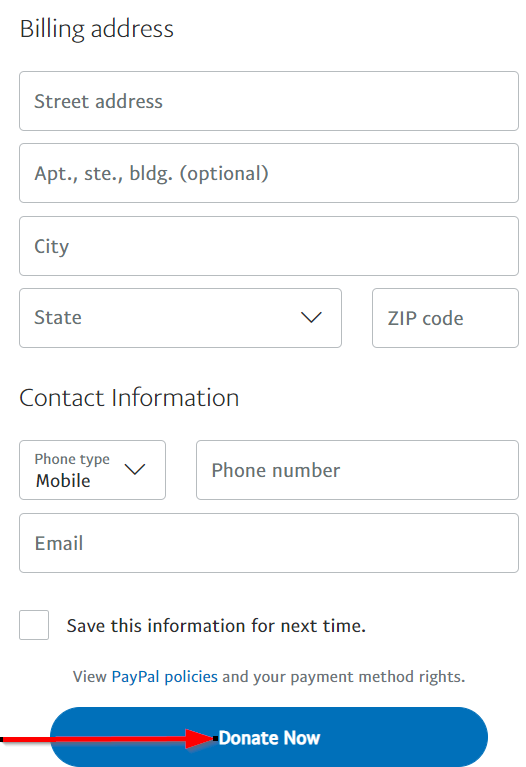 Billing address
Street address
Apt., ste., bldg. (optional)
City
State
ZIP code
Contact Information
Phone type
Mobile
Phone number
Email
Save this information for next time.
View PayPal policies and your payment method rights.
Donate Now